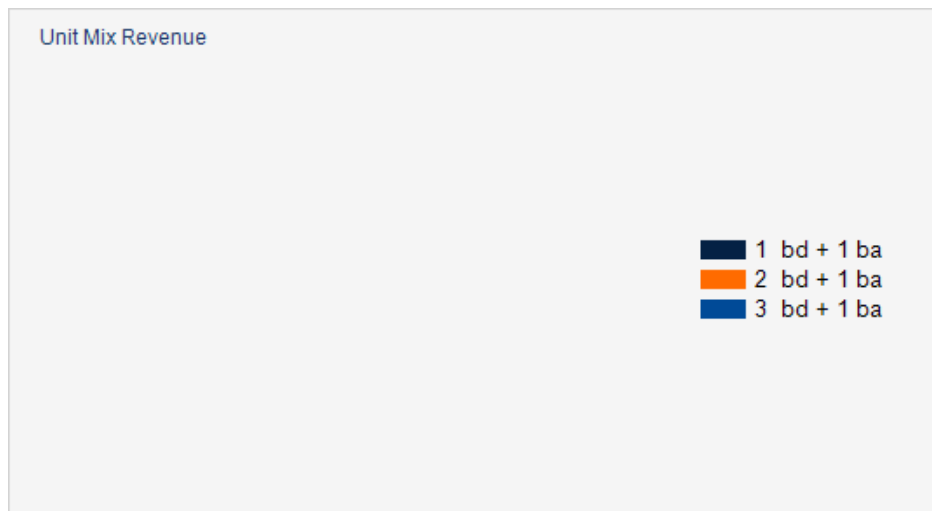 Unit Mix Revenue
1 bd + 1 ba
2 bd + 1 ba
3 bd + 1 ba